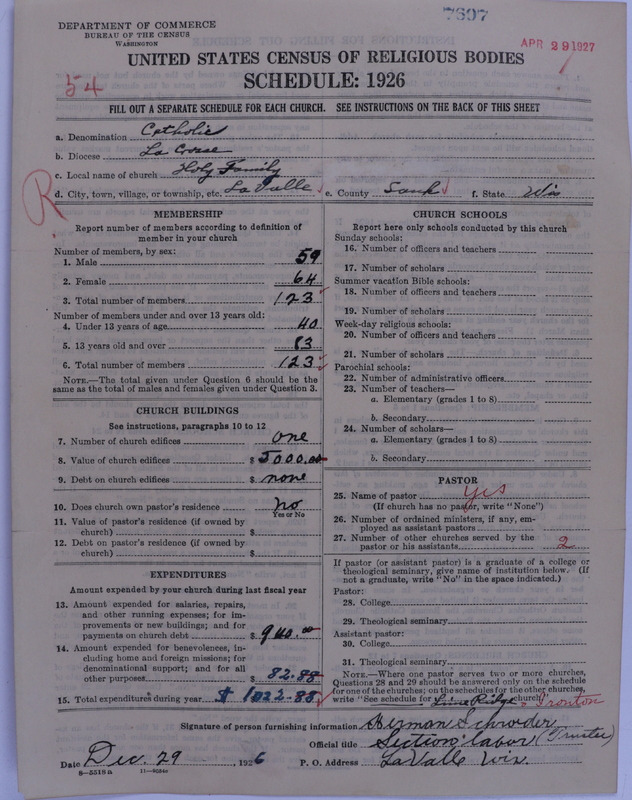 7697
DEPARTMENT OF COMMERCE
BUREAU OF THE CENSUS
WASHINGTON
APR 29 1927
UNITED STATES CENSUS OF RELIGIOUS BODIES
SCHEDULE: 1926
54
FILL OUT A SEPARATE SCHEDULE FOR EACH CHURCH. SEE INSTRUCTIONS ON THE BACK OF THIS SHEET
a. Denomination Catholic
b. Diocese La Crosse
c. Local name of church Holy Family
d. City, town, village, or township, etc. LaValle e. County Sauk f. State Wis
R
MEMBERSHIP
Report number of members according to definition of member in your church
Number of members, by sex:
1. Male 59
2. Female 64
3. Total number of members 123
Number of members under and over 13 years old:
4. Under 13 years of age 40
5. 13 years old and over 83
6. Total number of members 123
NOTE.—The total given under Question 6 should be
same as the total of males and females given under Question 3.
CHURCH BUILDINGS
See instructions, paragraphs 10 to 12
7. Number of church edifices one
8. Value of church edifices $ 5000.00
9. Debt on church edifices $ none
10. Does church own pastor's residence no
Yes or No
11. Value of pastor's residence (if owned by
church) $
12. Debt on pastor's residence (if owned by
church) $
EXPENDITURES
Amount expended by your church during last fiscal year
13. Amount expended for salaries, repairs,
and other running expenses; for im-
provements or new buildings; and for
payments on church debt $ 940.00
14. Amount expended for benevolences, in-
cluding home and foreign missions; for
denominational support; and for all
other purposes $ 82.88
15. Total expenditures during year $ 1022.88
CHURCH SCHOOLS
Report here only schools conducted by this church
Sunday schools:
16. Number of officers and teachers
17. Number of scholars
Summer vacation Bible schools:
18. Number of officers and teachers
19. Number of scholars
Week-day religious schools:
20. Number of officers and teachers
21. Number of scholars
Parochial schools:
22. Number of administrative officers
23. Number of teachers—
a. Elementary (grades 1 to 8)
b. Secondary
24. Number of scholars—
a. Elementary (grades 1 to 8)
b. Secondary
PASTOR
25. Name of pastor yes
(If church has no pastor, write "None")
26. Number of ordained ministers, if any, em-
ployed as assistant pastors
27. Number of other churches served by the
pastor or his assistants 2
If pastor (or assistant pastor) is a graduate of a college or
theological seminary, give name of institution below. (If
not a graduate, write "No" in the space indicated.)
Pastor:
28. College
29. Theological seminary
Assistant pastor:
30. College
31. Theological seminary
NOTE.—Where one pastor serves two or more churches,
Questions 28 and 29 should be answered only on the schedule
for one of the churches; on the schedules for the other churches,
write "See schedule for Lime Ridge church." Ironton
Signature of person furnishing information Herman Schroeder
Official title Section labor (Trustee)
Date Dec. 29, 1926 P. O. Address LaValle Wis.
8—5518a 11—9264a